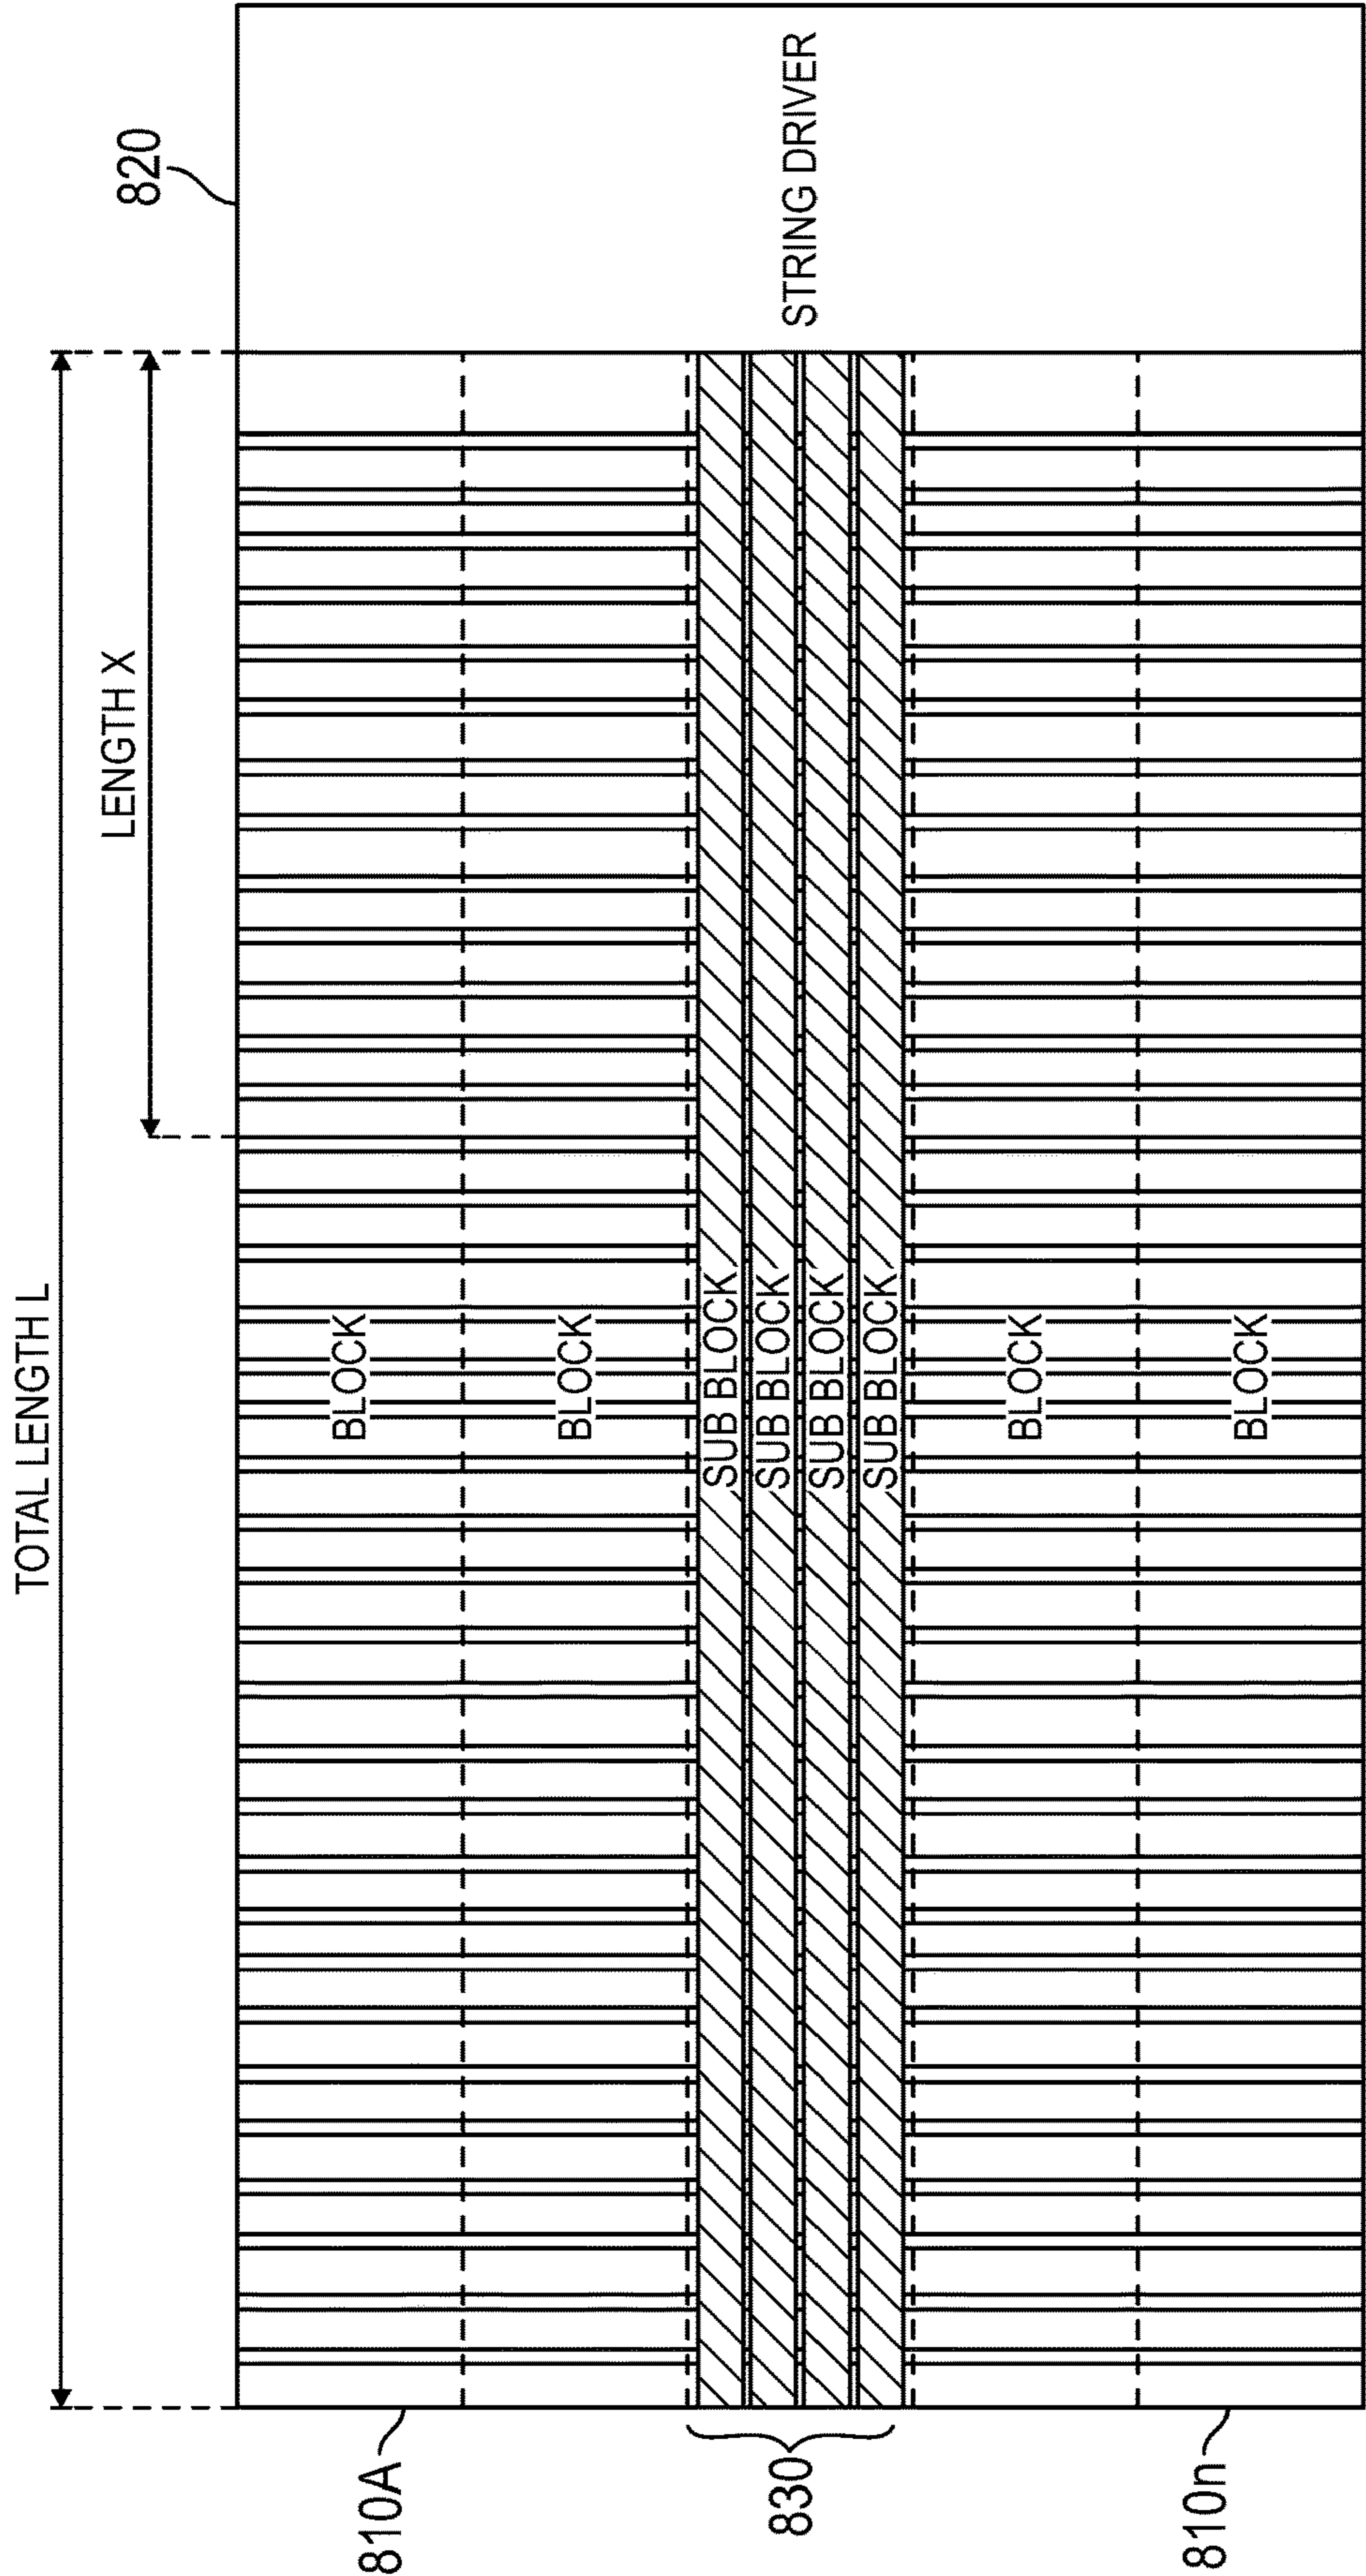 TOTAL LENGTH L
LENGTH X
820
810A
BLOCK
BLOCK
830
SUB BLOCK
SUB BLOCK
SUB BLOCK
SUB BLOCK
STRING DRIVER
BLOCK
810n
BLOCK